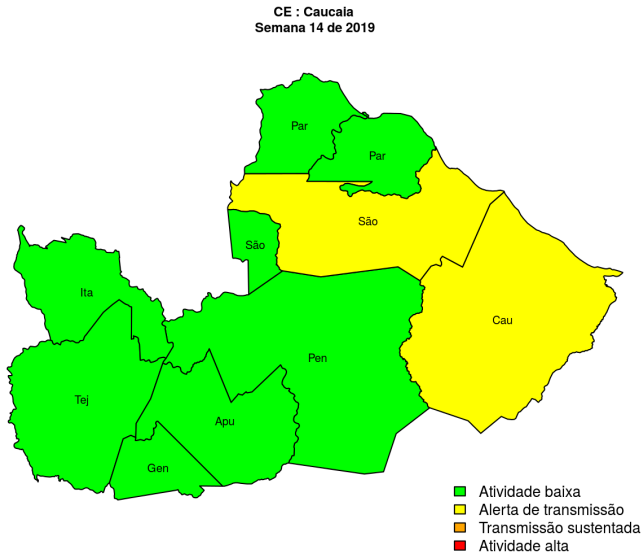 CE : Caucaia
Semana 14 de 2019
Par
Par
São
São
Ita
Cau
Pen
Tej
Apu
Gen
Atividade baixa
Alerta de transmissão
Transmissão sustentada
Atividade alta